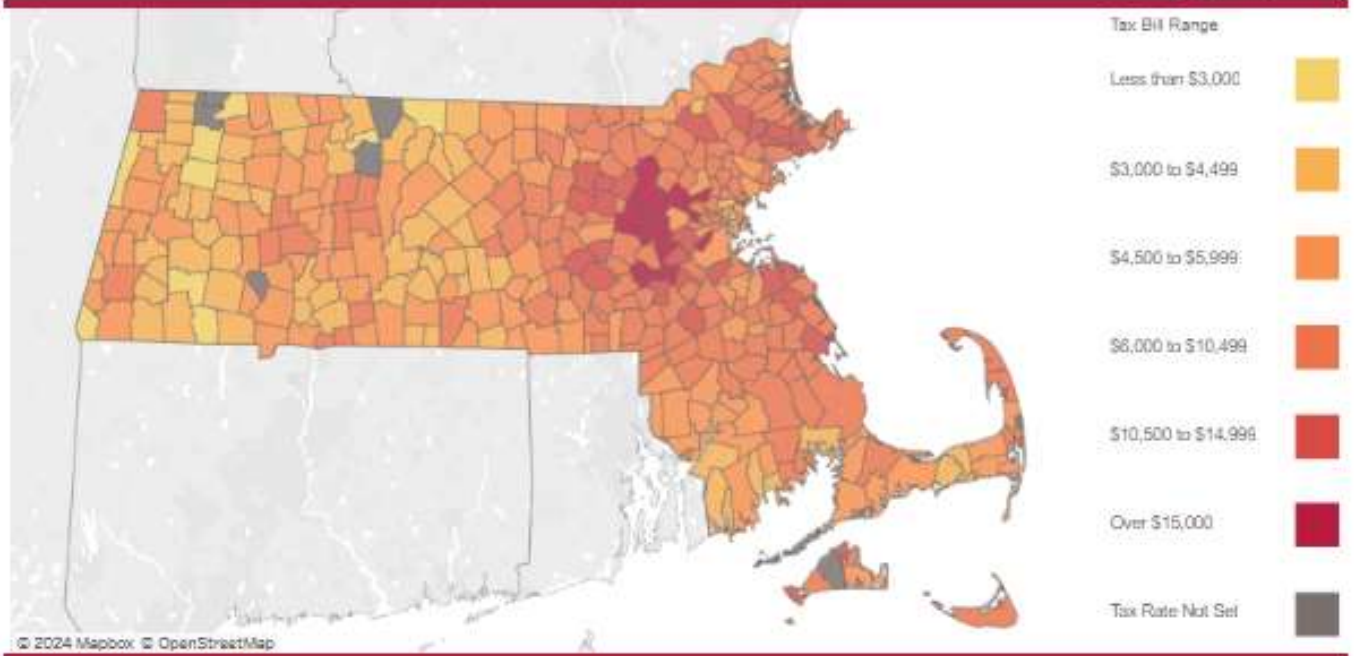 Tax Bill Range
Less than $3,000
$3,000 to $4,499
$4,500 to $5,999
$6,000 to $10,499
$10,500 to $14,999
Over $15,000
Tax Rate Not Set
© 2024 Mapbox © OpenStreetMap